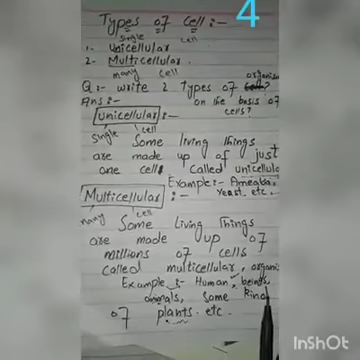 4
Types of cell :-
single cell
1.- Unicellular
2- Multicellular.
many cell
organism
Q:- write 2 Types of
Ans :- on the basis of
cells?
Unicellular :-
single cell
Some living Things
are made up of just
one cell called unicellula
Example :- Amoeba,
yeast. etc..
Multicellular :-
many cell
Some Living Things
are made up of
millions of cells
called multicellular, organis
Example :- Human, beings,
animals, Some Kind
of plants. etc.
InShOt